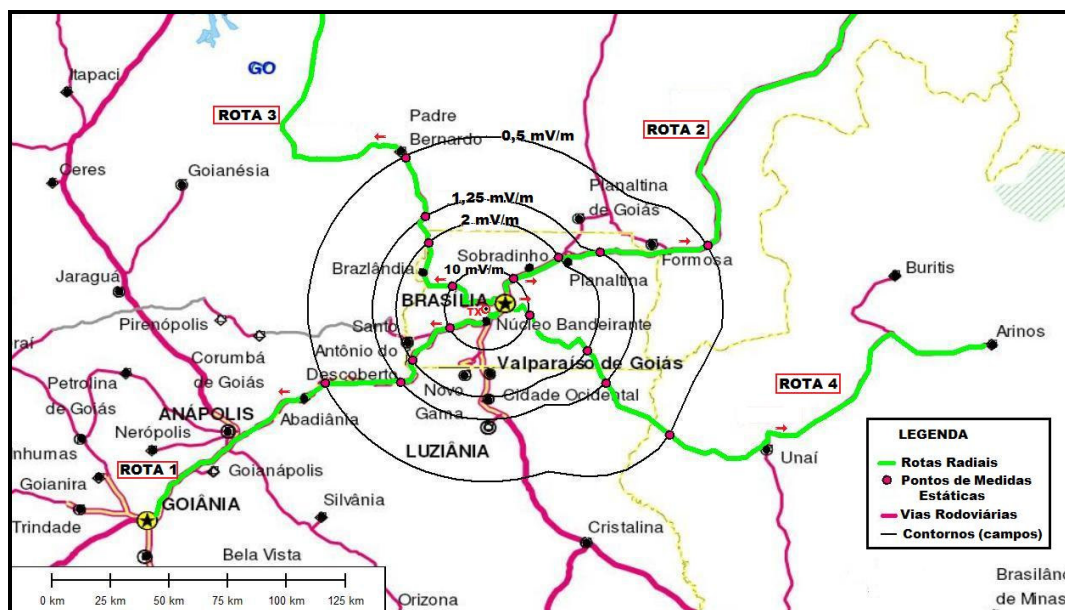 GO
Itapaci
ROTA 3
Padre
Bernardo
0,5 mV/m
ROTA 2
Ceres
Goianésia
1,25 mV/m
Planaltina
de Goiás
2 mV/m
Sobradinho
Formosa
Brazlândia
10 mV/m
Planaltina
Jaraguá
BRASÍLIA
TX
Buritis
Pirenópolis
Santo
Antônio do
Descoberto
Núcleo Bandeirante
Arinos
raí
Corumbá
de Goiás
Valparaíso de Goiás
Petrolina
de Goiás
Novo
Gama
Cidade Ocidental
ROTA 4
Abadiânia
ANÁPOLIS
Nerópolis
LUZIÂNIA
Unaí
nhumas
ROTA 1
Goianápolis
Goianira
GOIÂNIA
Silvânia
Trindade
Cristalina
Bela Vista
LEGENDA
Rotas Radiais
Pontos de Medidas
Estáticas
Vias Rodoviárias
Contornos (campos)
Brasilân
de Minas
Orizona
0 km 25 km 50 km 75 km 100 km 125 km